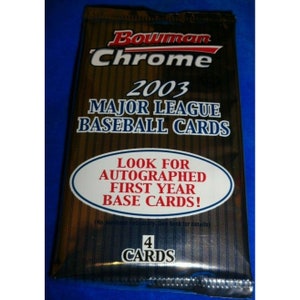 Bowman
Chrome
2003
MAJOR LEAGUE
BASEBALL CARDS
LOOK FOR
AUTOGRAPHED
FIRST YEAR
BASE CARDS!
4
CARDS